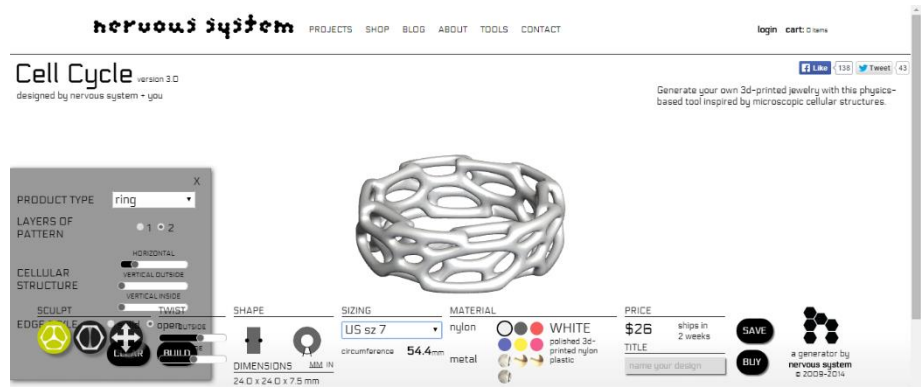 nervous system
PROJECTS SHOP BLOG ABOUT TOOLS CONTACT
login cart: 0 items
Cell Cycle version 3.0
designed by nervous system + you
Like 138 Tweet 43
Generate your own 3d-printed jewelry with this physics-
based tool inspired by microscopic cellular structures.
X
PRODUCT TYPE ring
LAYERS OF
PATTERN
1 2
CELLULAR
STRUCTURE
HORIZONTAL
VERTICAL OUTSIDE
VERTICAL INSIDE
SCULPT
TWIST
open
OUTSIDE
CLEAR
BUILD
SHAPE
DIMENSIONS MM IN
24.0 x 24.0 x 7.5 mm
SIZING
US sz 7
circumference 54.4mm
MATERIAL
nylon
metal
WHITE
polished 3d-
printed nylon
plastic
PRICE
$26
ships in
2 weeks
TITLE
name your design
SAVE
BUY
a generator by
nervous system
© 2009-2014